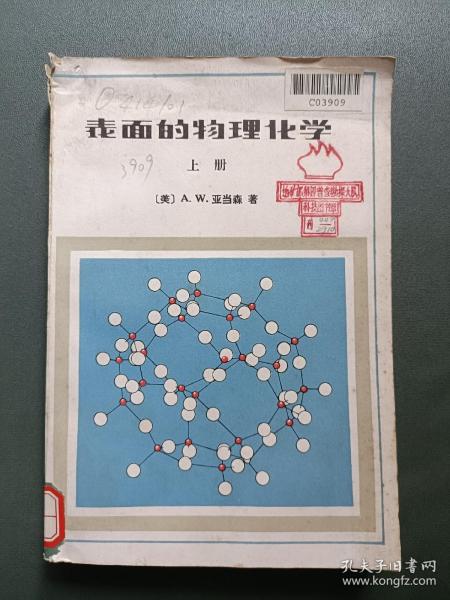 C03909
表面的物理化学
3909
上册
〔美〕A.W.亚当森 著
孔夫子旧书网
www.kongfz.com